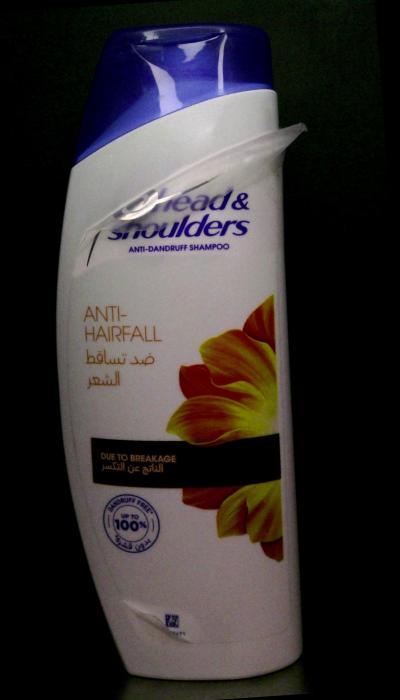 head &
shoulders
ANTI-DANDRUFF SHAMPOO
ANTI-
HAIRFALL
ضد تساقط
الشعر
DUE TO BREAKAGE
الناتج عن التكسر
DANDRUFF FREE*
UP TO
100%
بدون قشرة*